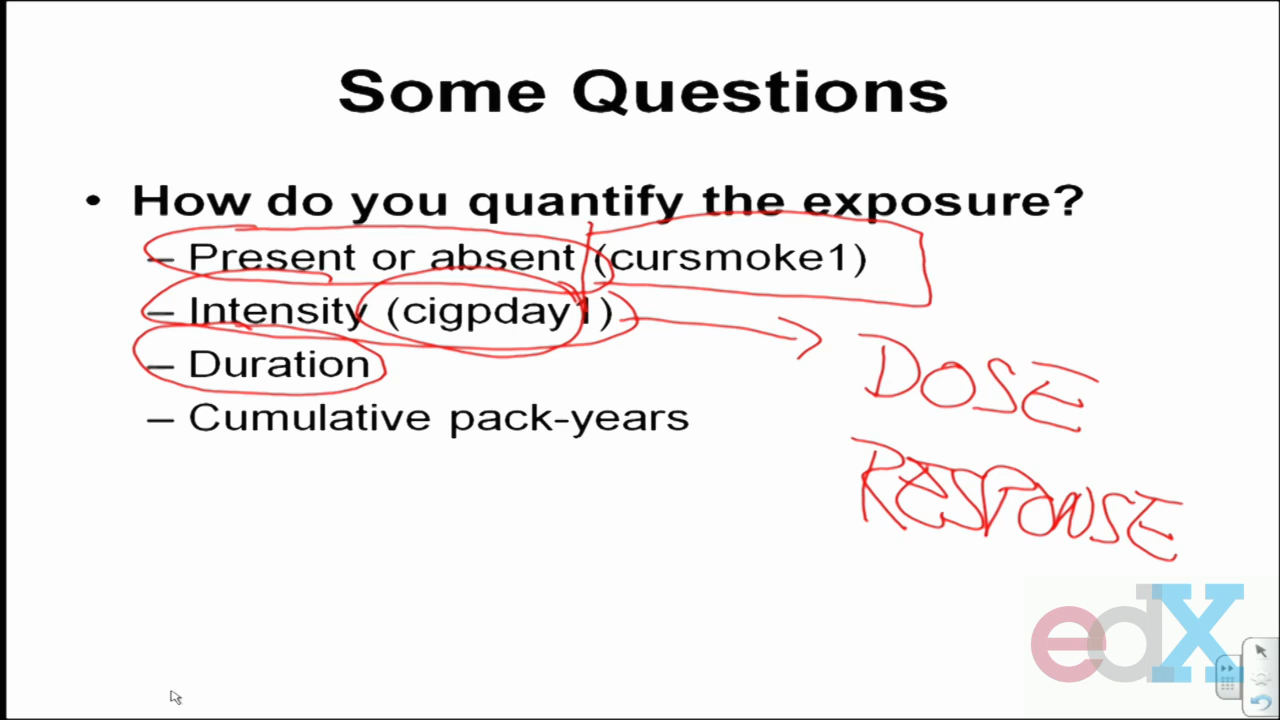 Some Questions
• How do you quantify the exposure?
– Present or absent (cursmoke1)
– Intensity (cigpday1)
– Duration
– Cumulative pack-years
DOSE
RESPONSE
edX